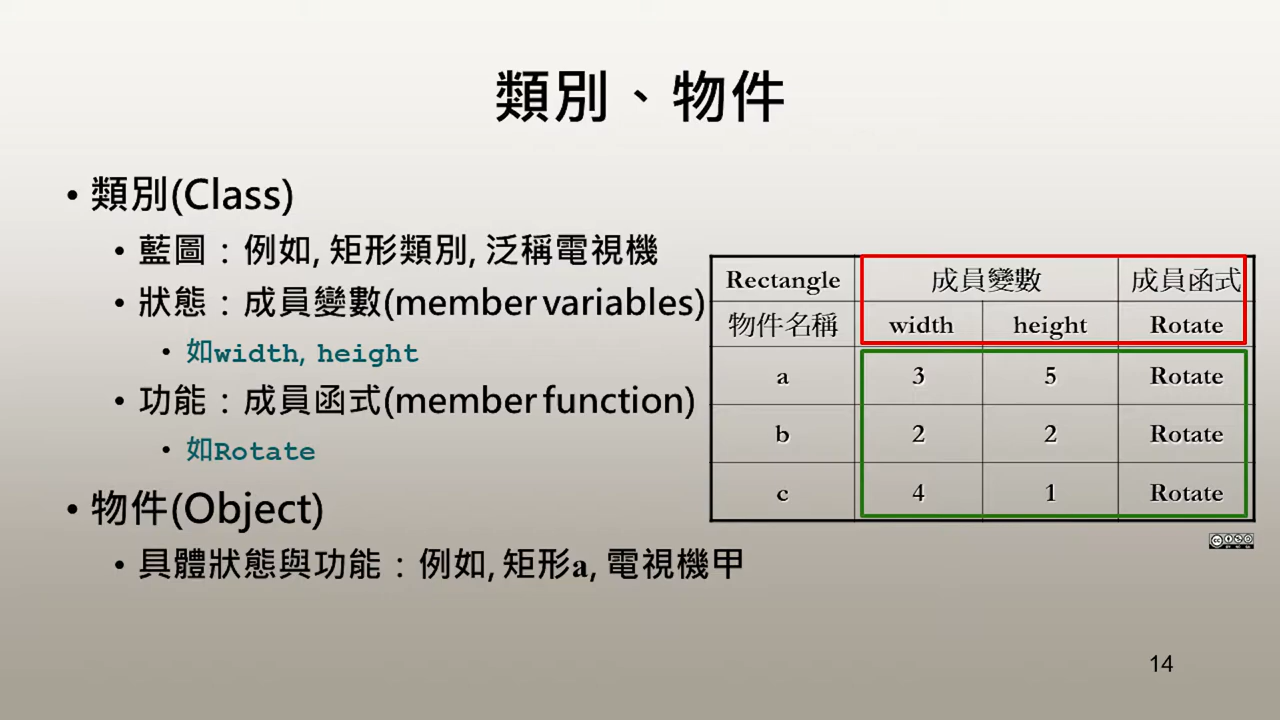 類別、物件
• 類別(Class)
• 藍圖：例如, 矩形類別, 泛稱電視機
• 狀態：成員變數(member variables)
• 如width, height
• 功能：成員函式(member function)
• 如Rotate
• 物件(Object)
• 具體狀態與功能：例如, 矩形a, 電視機甲
Rectangle 成員變數 成員函式
物件名稱 width height Rotate
a 3 5 Rotate
b 2 2 Rotate
c 4 1 Rotate
14